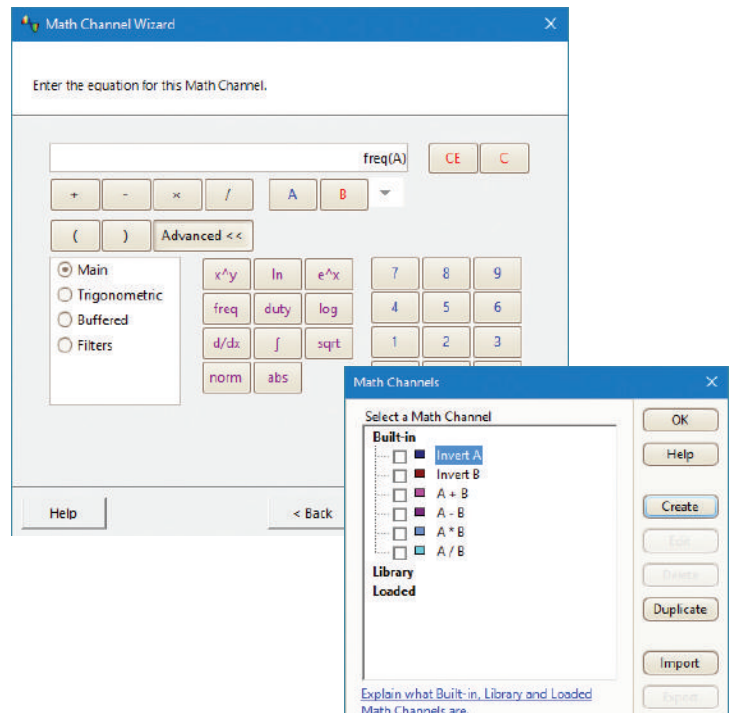 Math Channel Wizard
Enter the equation for this Math Channel.
freq(A) CE C
+ - × / A B
( ) Advanced <<
Main
Trigonometric
Buffered
Filters
x^y ln e^x 7 8 9
freq duty log 4 5 6
d/dx ∫ sqrt 1 2 3
norm abs
Help < Back
Math Channels
Select a Math Channel
Built-in
Invert A
Invert B
A + B
A - B
A * B
A / B
Library
Loaded
Explain what Built-in, Library and Loaded
Math Channels are.
OK
Help
Create
Edit
Delete
Duplicate
Import
Export